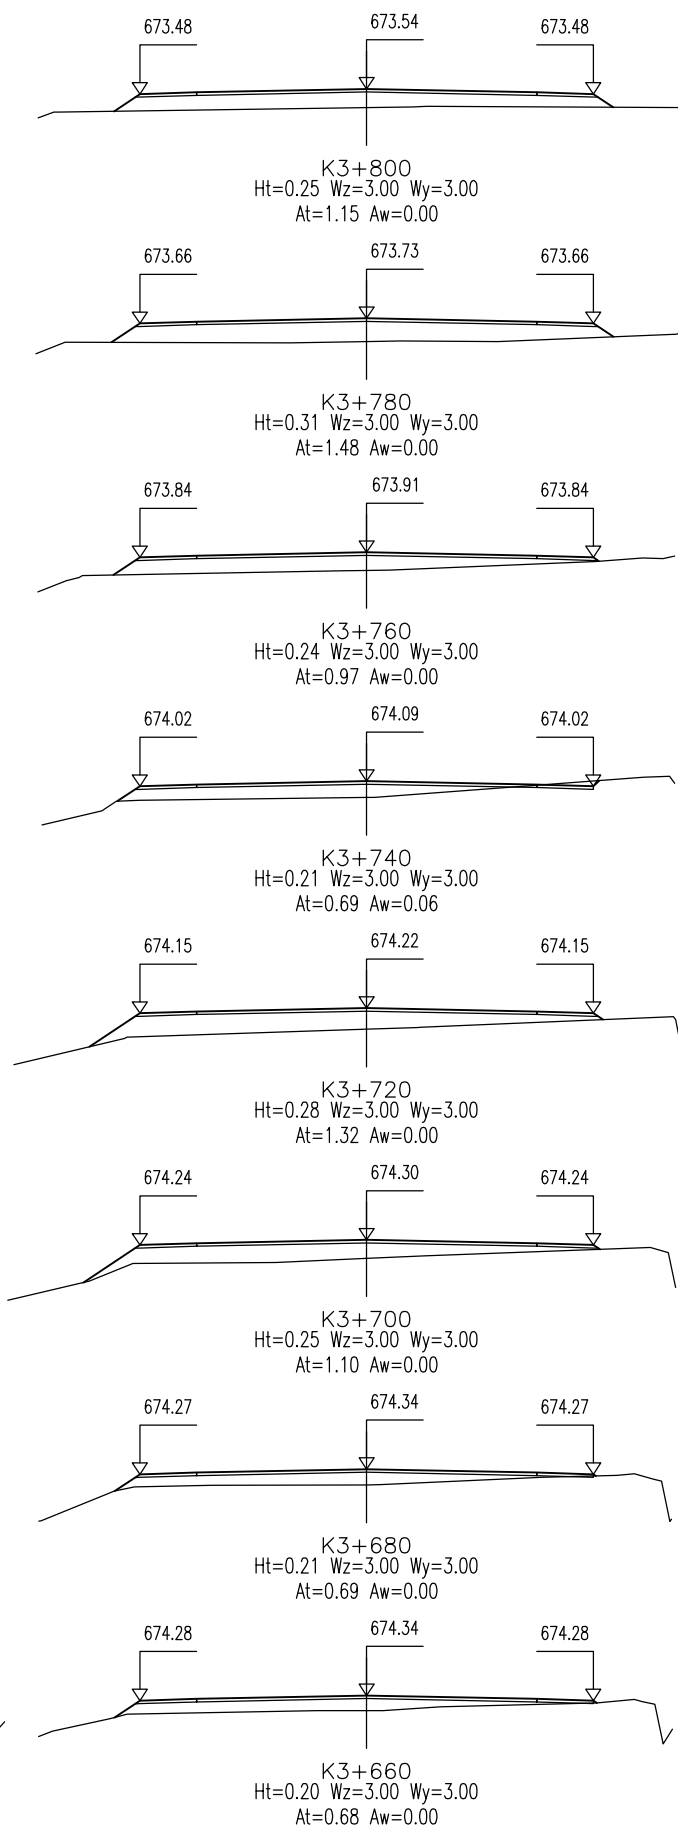 673.48 673.54 673.48
K3+800
Ht=0.25 Wz=3.00 Wy=3.00
At=1.15 Aw=0.00
673.66 673.73 673.66
K3+780
Ht=0.31 Wz=3.00 Wy=3.00
At=1.48 Aw=0.00
673.84 673.91 673.84
K3+760
Ht=0.24 Wz=3.00 Wy=3.00
At=0.97 Aw=0.00
674.02 674.09 674.02
K3+740
Ht=0.21 Wz=3.00 Wy=3.00
At=0.69 Aw=0.06
674.15 674.22 674.15
K3+720
Ht=0.28 Wz=3.00 Wy=3.00
At=1.32 Aw=0.00
674.24 674.30 674.24
K3+700
Ht=0.25 Wz=3.00 Wy=3.00
At=1.10 Aw=0.00
674.27 674.34 674.27
K3+680
Ht=0.21 Wz=3.00 Wy=3.00
At=0.69 Aw=0.00
674.28 674.34 674.28
K3+660
Ht=0.20 Wz=3.00 Wy=3.00
At=0.68 Aw=0.00